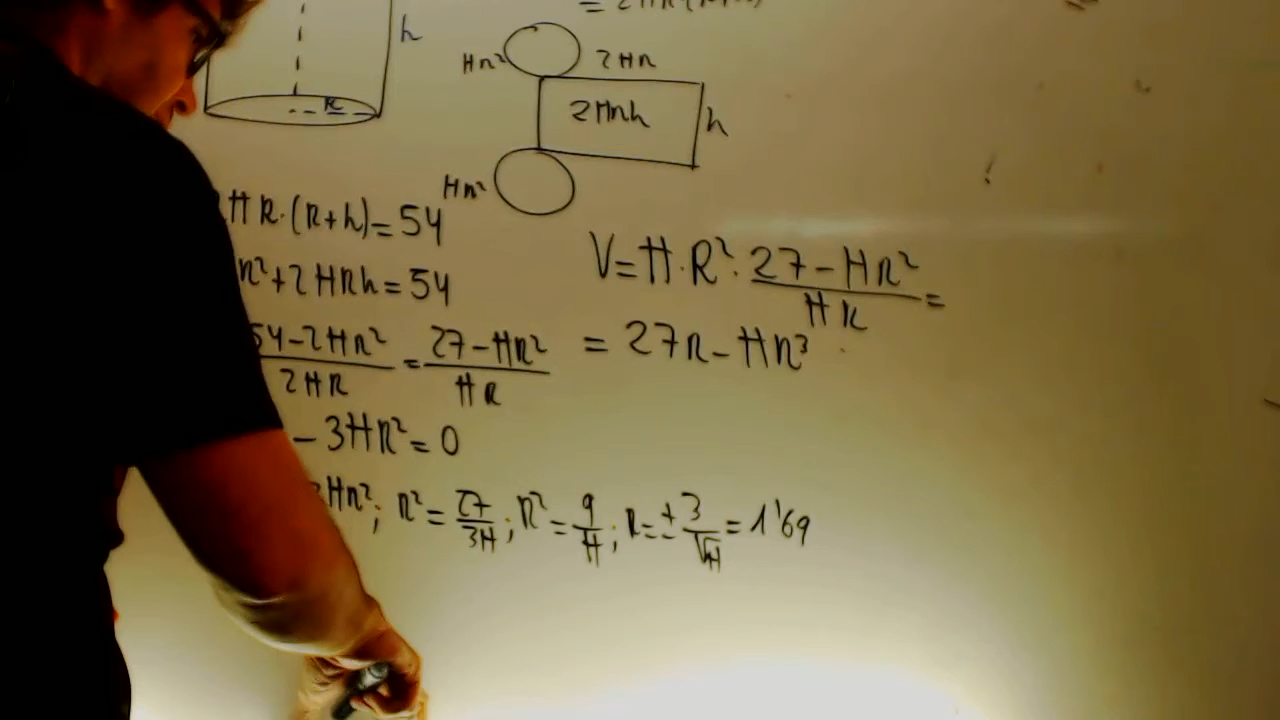 h
R
= 2πR(R+h)
πR²
2πR
2πRh
h
πR²
πR·(R+h)=54
R²+2πRh=54
54-2πR²/2πR = 27-πR²/πR
-3πR²=0
πR²; R²=27/3π; R²=9/π; R=±3/√π=1'69
V=π·R²·27-πR²/πR=
=27R-πR³